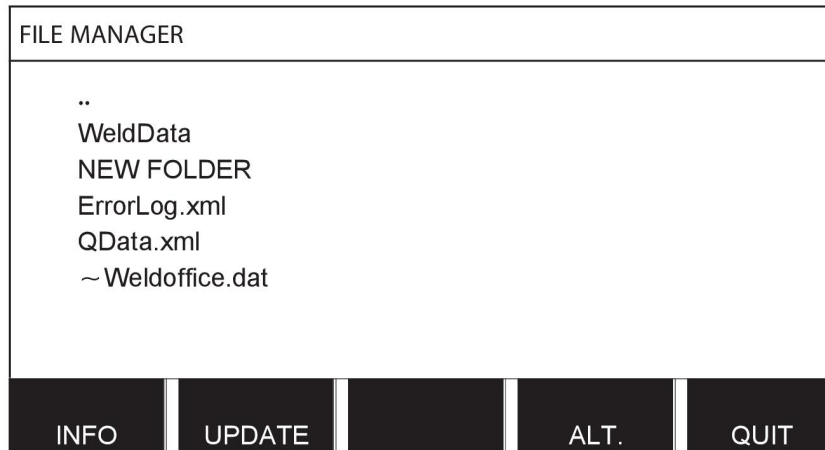 FILE MANAGER
..
WeldData
NEW FOLDER
ErrorLog.xml
QData.xml
~Weldoffice.dat
INFO UPDATE ALT. QUIT